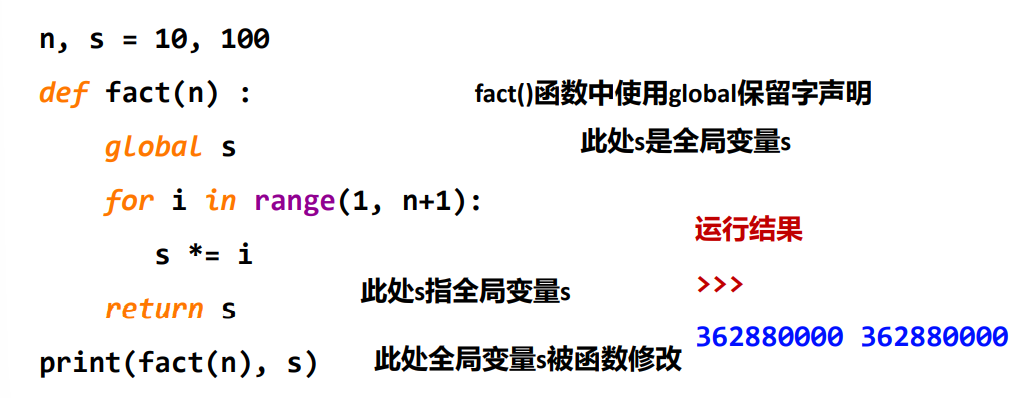 n, s = 10, 100
def fact(n) :
fact()函数中使用global保留字声明
global s
此处s是全局变量s
for i in range(1, n+1):
运行结果
s *= i
>>>
此处s指全局变量s
return s
362880000 362880000
print(fact(n), s)
此处全局变量s被函数修改